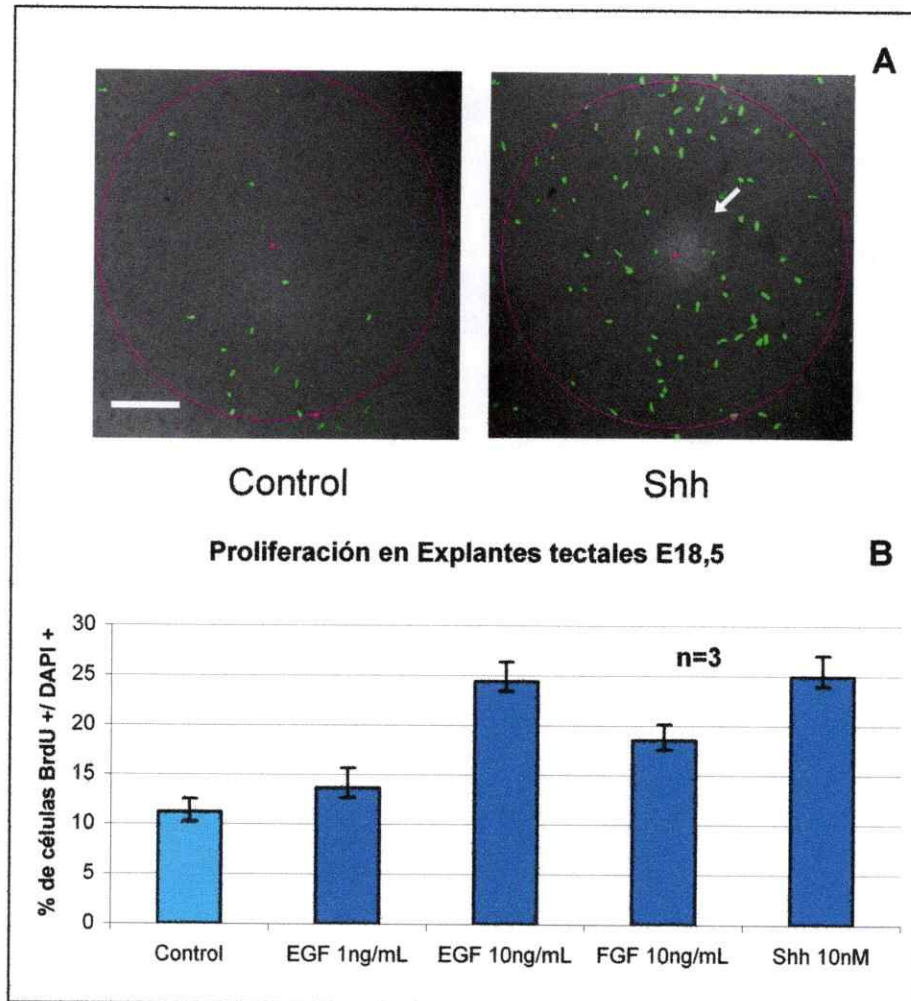 A
Control
Shh
Proliferación en Explantes tectales E18,5
B
% de células BrdU +/ DAPI +
30
25
20
15
10
5
0
n=3
Control
EGF 1ng/mL
EGF 10ng/mL
FGF 10ng/mL
Shh 10nM